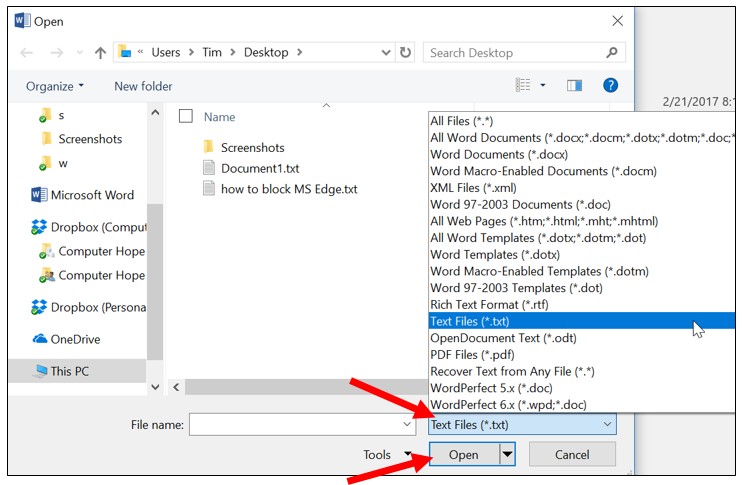 Open
« Users > Tim > Desktop >
Search Desktop
Organize
New folder
2/21/2017 8:1
s
Screenshots
w
Microsoft Word
Dropbox (Comput
Computer Hope
Computer Hope
Dropbox (Persona
OneDrive
This PC
Name
Screenshots
Document1.txt
how to block MS Edge.txt
All Files (*.*)
All Word Documents (*.docx;*.docm;*.dotx;*.dotm;*.doc;*
Word Documents (*.docx)
Word Macro-Enabled Documents (*.docm)
XML Files (*.xml)
Word 97-2003 Documents (*.doc)
All Web Pages (*.htm;*.html;*.mht;*.mhtml)
All Word Templates (*.dotx;*.dotm;*.dot)
Word Templates (*.dotx)
Word Macro-Enabled Templates (*.dotm)
Word 97-2003 Templates (*.dot)
Rich Text Format (*.rtf)
Text Files (*.txt)
OpenDocument Text (*.odt)
PDF Files (*.pdf)
Recover Text from Any File (*.*)
WordPerfect 5.x (*.doc)
WordPerfect 6.x (*.wpd;*.doc)
File name:
Text Files (*.txt)
Tools
Open
Cancel